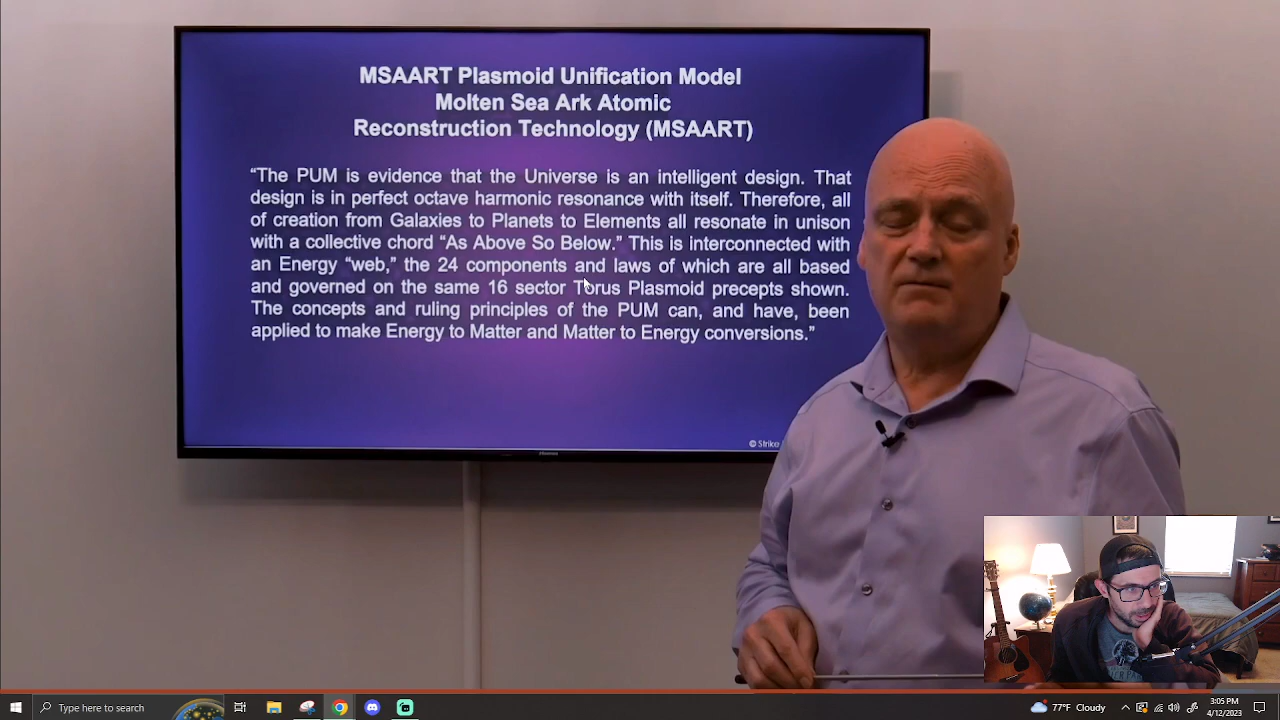 MSAART Plasmoid Unification Model
Molten Sea Ark Atomic
Reconstruction Technology (MSAART)
“The PUM is evidence that the Universe is an intelligent design. That
design is in perfect octave harmonic resonance with itself. Therefore, all
of creation from Galaxies to Planets to Elements all resonate in unison
with a collective chord “As Above So Below.” This is interconnected with
an Energy “web,” the 24 components and laws of which are all based
and governed on the same 16 sector Torus Plasmoid precepts shown.
The concepts and ruling principles of the PUM can, and have, been
applied to make Energy to Matter and Matter to Energy conversions.”
© Strike
Hisense
Type here to search
77°F Cloudy
3:05 PM
4/12/2023